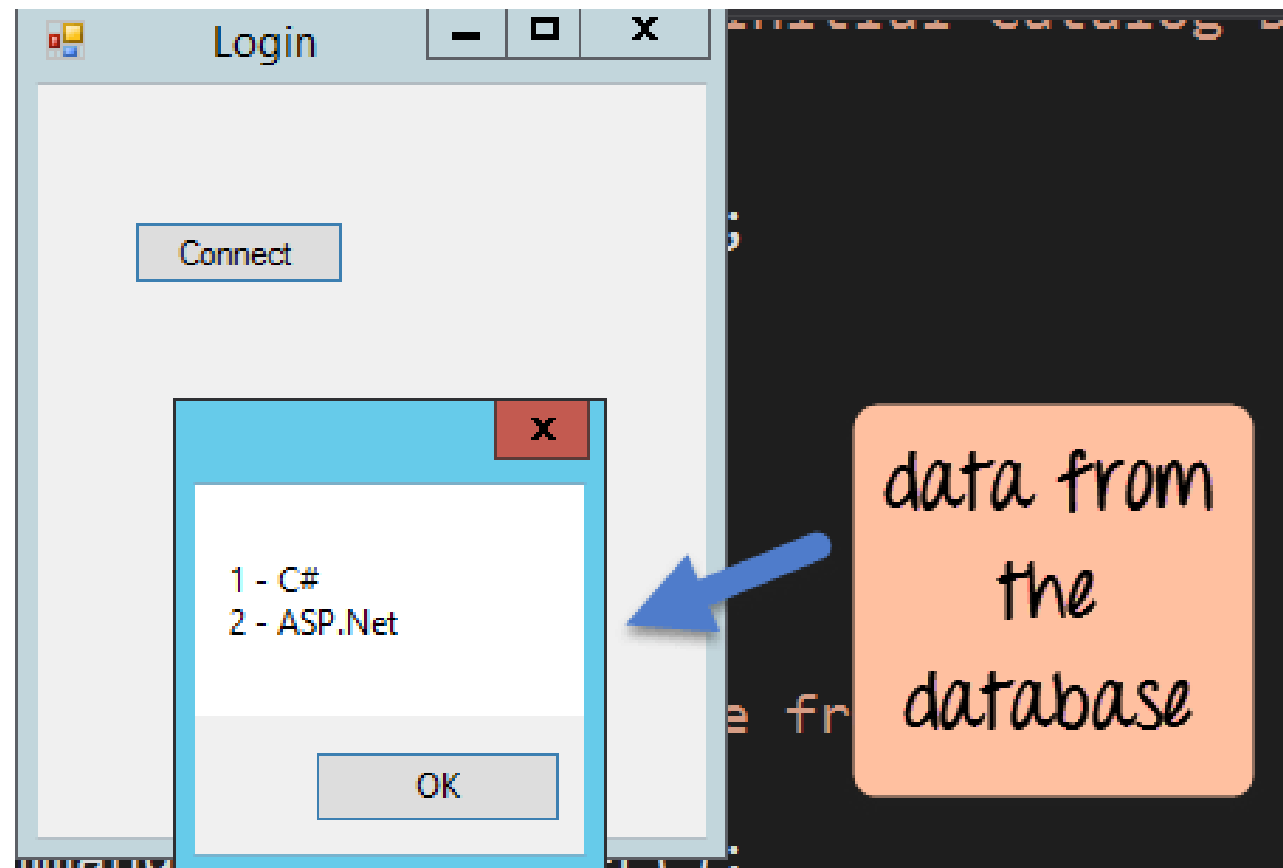 Login
Connect
1 - C#
2 - ASP.Net
OK
data from
the
database